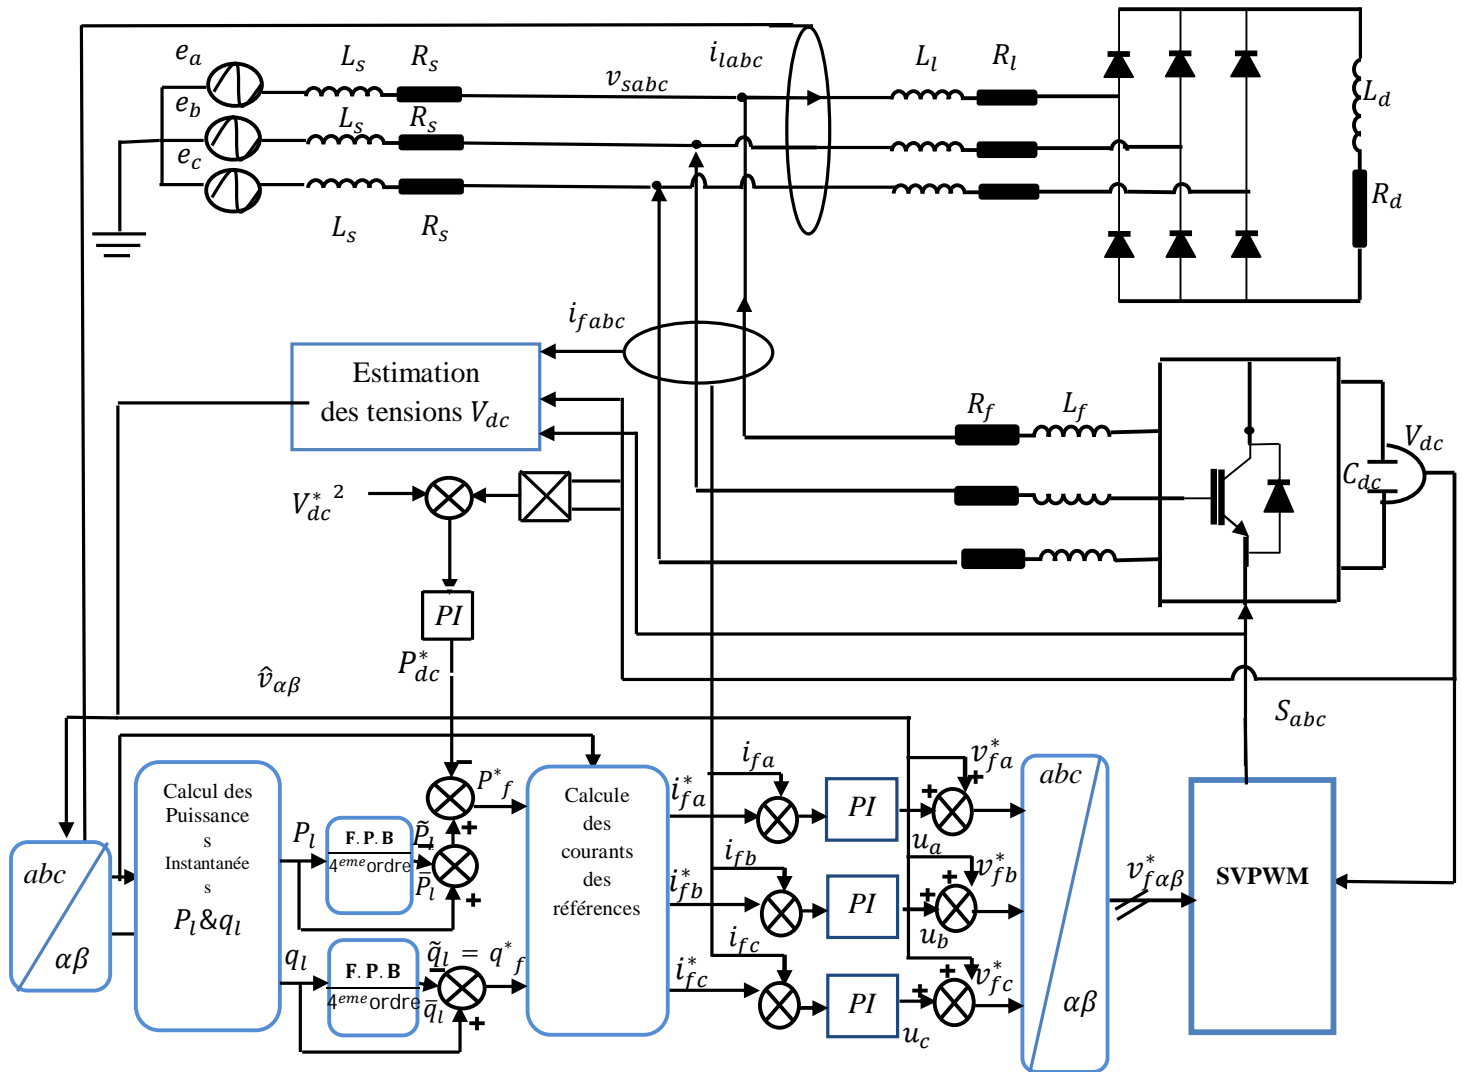 e_a
L_s
R_s
v_sabc
i_labc
L_l
R_l
L_d
e_b
L_s
R_s
e_c
L_s
R_s
R_d
i_fabc
Estimation
des tensions V_dc
R_f
L_f
V_dc
C_dc
V*_dc ²
PI
P*_dc
v̂_αβ
S_abc
abc
αβ
Calcul des
Puissance
s
Instantanée
s
P_l&q_l
P_l
F.P.B
4^eme ordre
P̃_l
P̄_l
q_l
F.P.B
4^eme ordre
q̃_l = q*_f
q̄_l
P*_f
Calcule
des
courants
des
références
i_fa
i*_fa
PI
u_a
v*_fa
i_fb
i*_fb
PI
u_b
v*_fb
i_fc
i*_fc
PI
u_c
v*_fc
abc
αβ
v*_fαβ
SVPWM